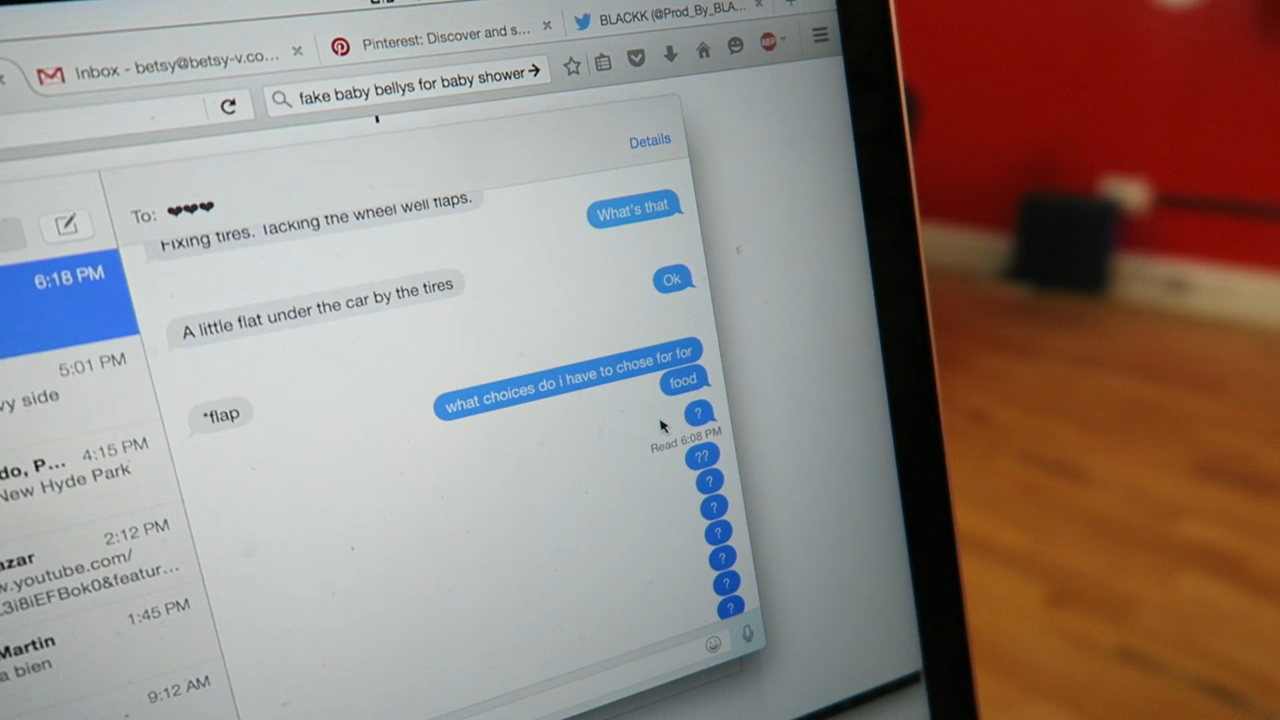 Inbox - betsy@betsy-v.co...
Pinterest: Discover and s...
BLACKK (@Prod_By_BLA...
fake baby bellys for baby shower
ABP
Details
To: ❤❤❤
Fixing tires. Tacking the wheel well flaps.
What's that
A little flat under the car by the tires
Ok
what choices do i have to chose for for
food
*flap
?
Read 6:08 PM
??
?
?
?
?
?
?
6:18 PM
5:01 PM
vy side
do, P... 4:15 PM
New Hyde Park
2:12 PM
azar
w.youtube.com/
L3i8iEFBok0&featur...
1:45 PM
Martin
a bien
9:12 AM